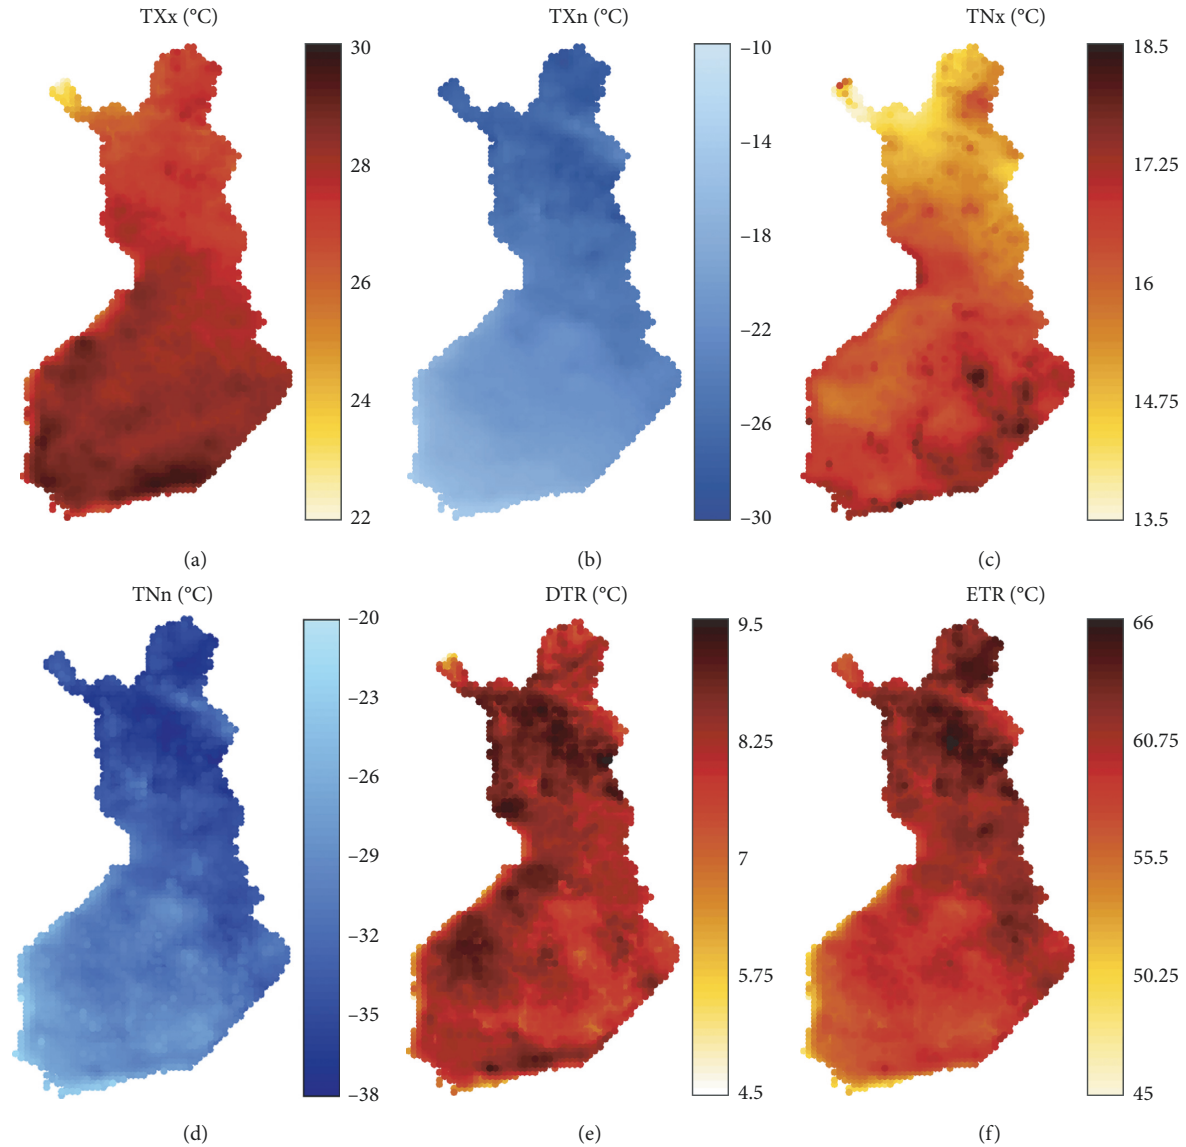 TXx (°C)
30
28
26
24
22
(a)
TXn (°C)
–10
–14
–18
–22
–26
–30
(b)
TNx (°C)
18.5
17.25
16
14.75
13.5
(c)
TNn (°C)
–20
–23
–26
–29
–32
–35
–38
(d)
DTR (°C)
9.5
8.25
7
5.75
4.5
(e)
ETR (°C)
66
60.75
55.5
50.25
45
(f)